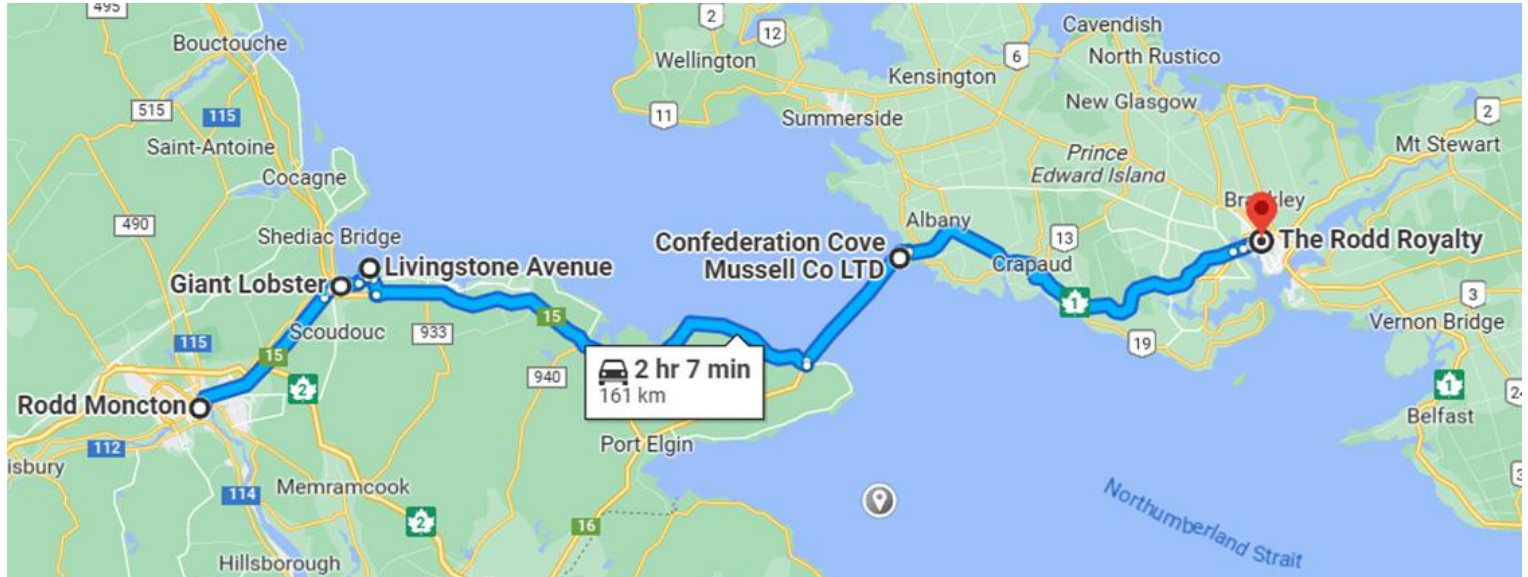 495
Bouctouche
2
12
Cavendish
6
North Rustico
Wellington
Kensington
515
115
11
New Glasgow
2
Summerside
Saint-Antoine
Mt Stewart
Prince
Edward Island
Cocagne
490
Albany
Shediac Bridge
Confederation Cove
Mussell Co LTD
13
The Rodd Royalty
Livingstone Avenue
Giant Lobster
Crapaud
3
1
15
Scoudouc
933
Vernon Bridge
115
19
15
2 hr 7 min
161 km
940
2
1
Rodd Moncton
Belfast
112
Port Elgin
isbury
114
Memramcook
2
16
Northumberland Strait
Hillsborough